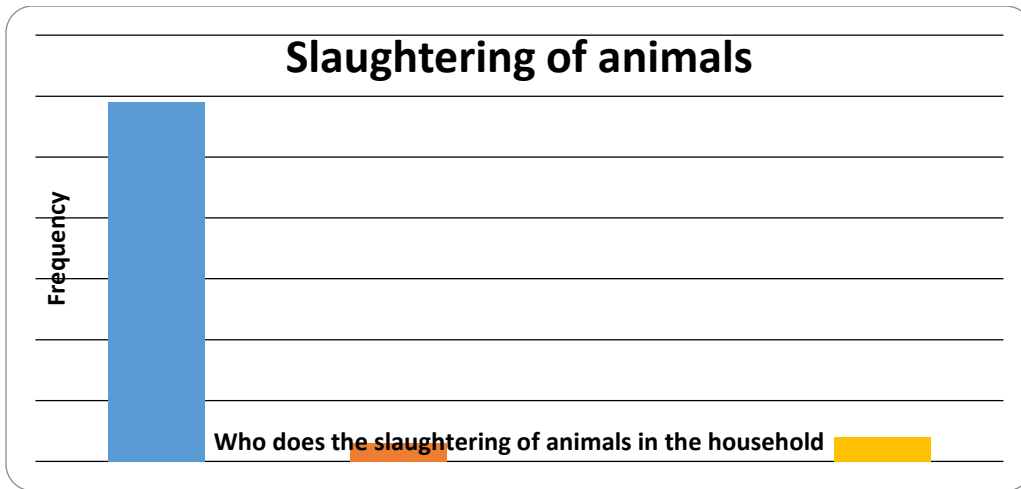 Slaughtering of animals
Frequency
Who does the slaughtering of animals in the household